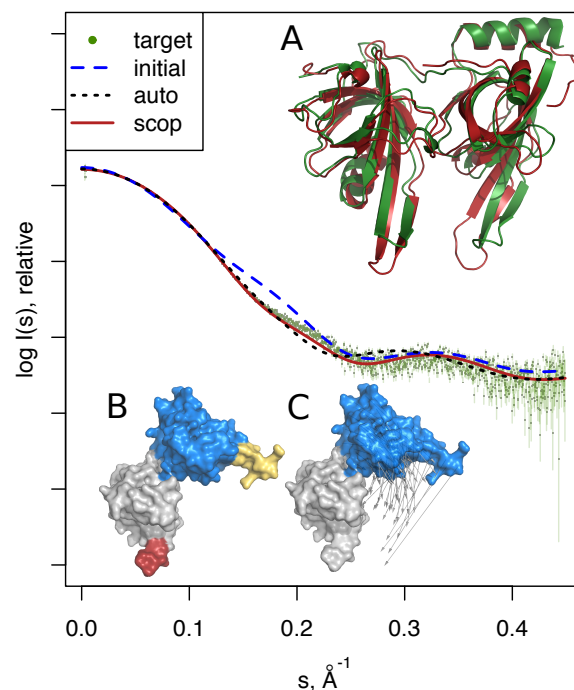 target
initial
auto
scop
A
B
C
log I(s), relative
0.0 0.1 0.2 0.3 0.4
s, Å⁻¹